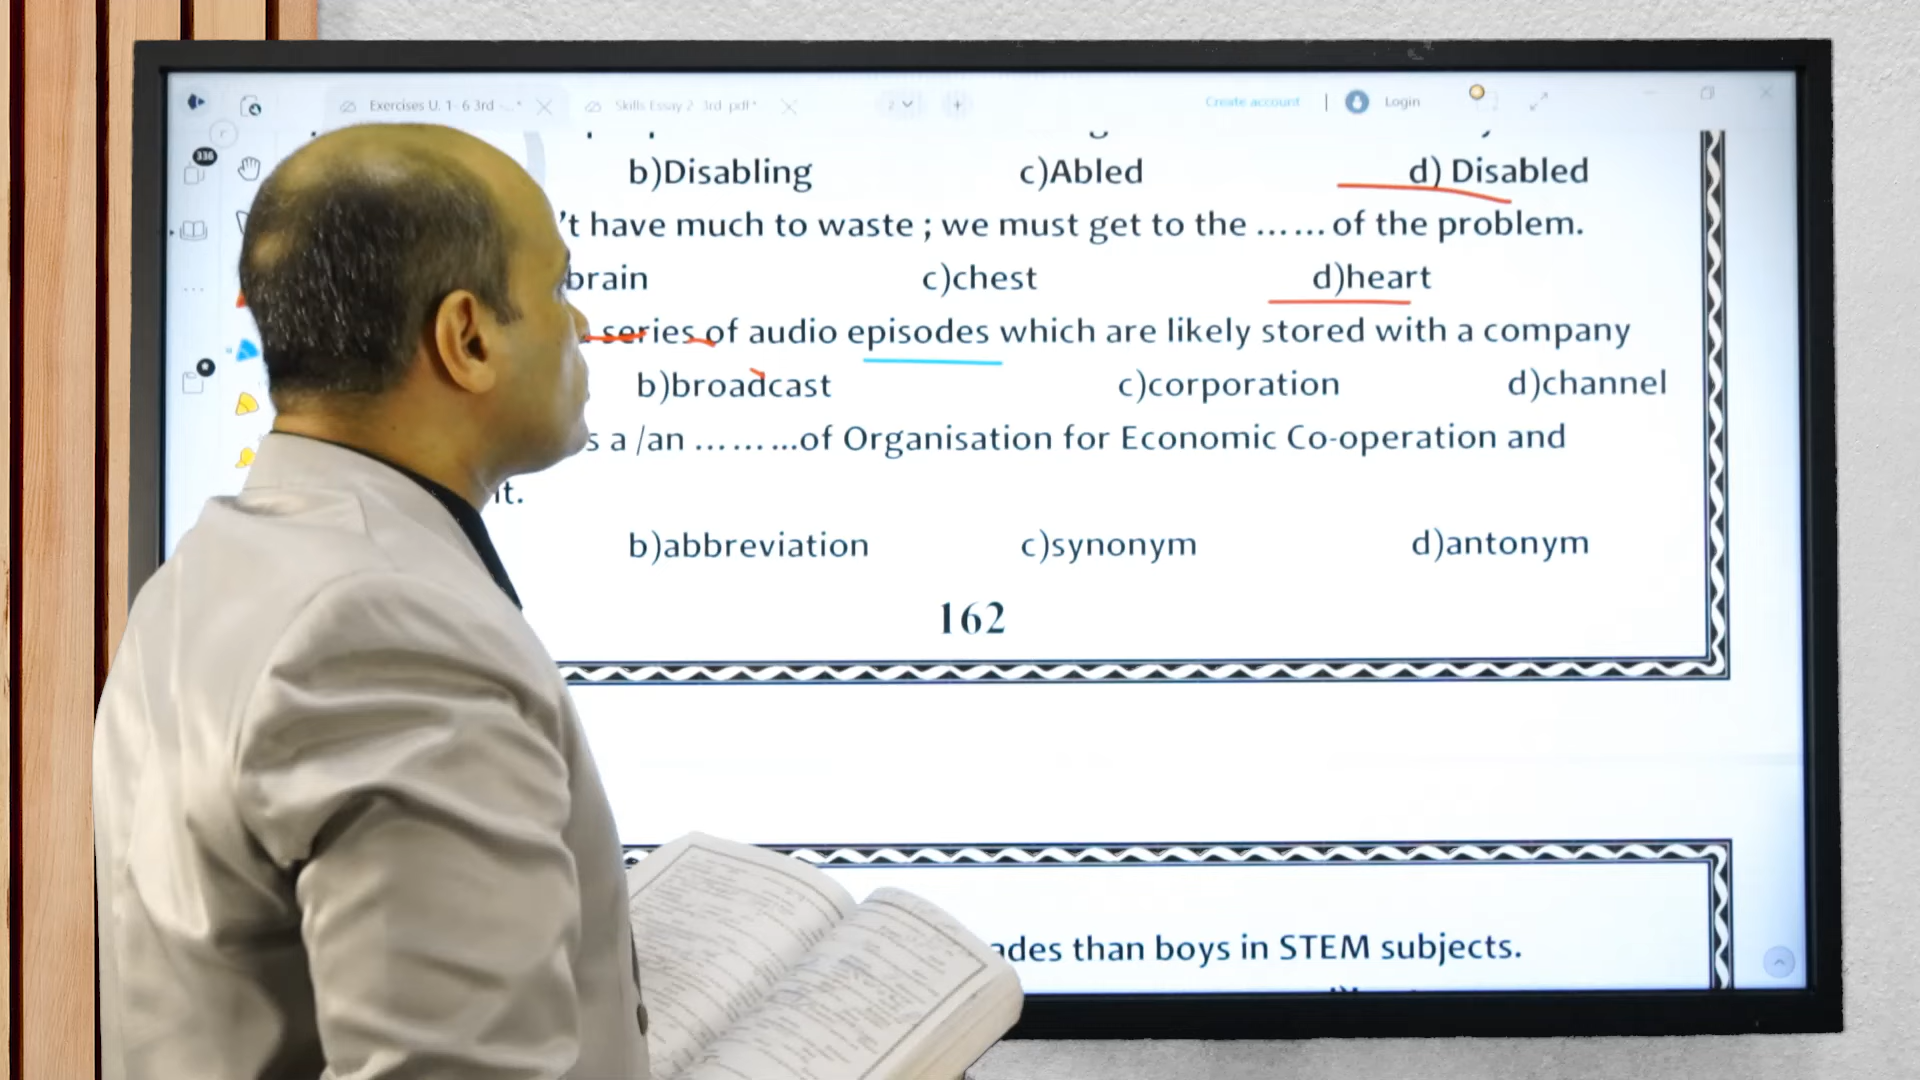 Exercises U. 1- 6 3rd -...*
Skills Essay 2 3rd pdf*
2
Create account
Login
336
b)Disabling c)Abled d) Disabled
't have much to waste ; we must get to the ...... of the problem.
brain c)chest d)heart
series of audio episodes which are likely stored with a company
b)broadcast c)corporation d)channel
s a /an .........of Organisation for Economic Co-operation and
b)abbreviation c)synonym d)antonym
162
ades than boys in STEM subjects.